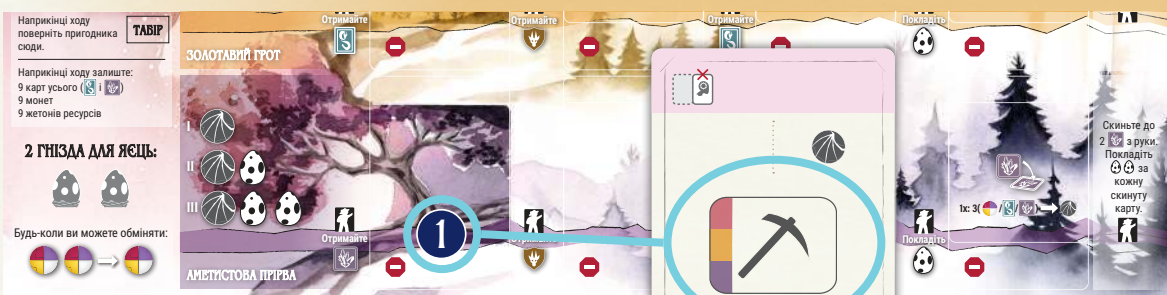 Наприкінці ходу
поверніть пригодника
сюди.
ТАБІР
Наприкінці ходу залиште:
9 карт усього ( і )
9 монет
9 жетонів ресурсів
2 ГНІЗДА ДЛЯ ЯЄЦЬ:
Будь-коли ви можете обміняти:
Отримайте
Отримайте
Отримайте
Покладіть
ЗОЛОТАВИЙ ГРОТ
I
II
III
Отримайте
1
Отримайте
Покладіть
АМЕТИСТОВА ПРІРВА
1x: 3( / / )
Скиньте до
2 з руки.
Покладіть
за
кожну
скинуту
карту.